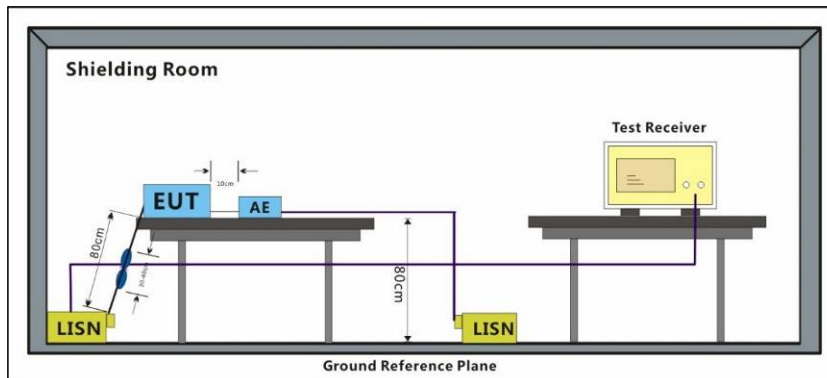 Shielding Room
Test Receiver
10cm
EUT
AE
80cm
80cm
LISN
LISN
Ground Reference Plane